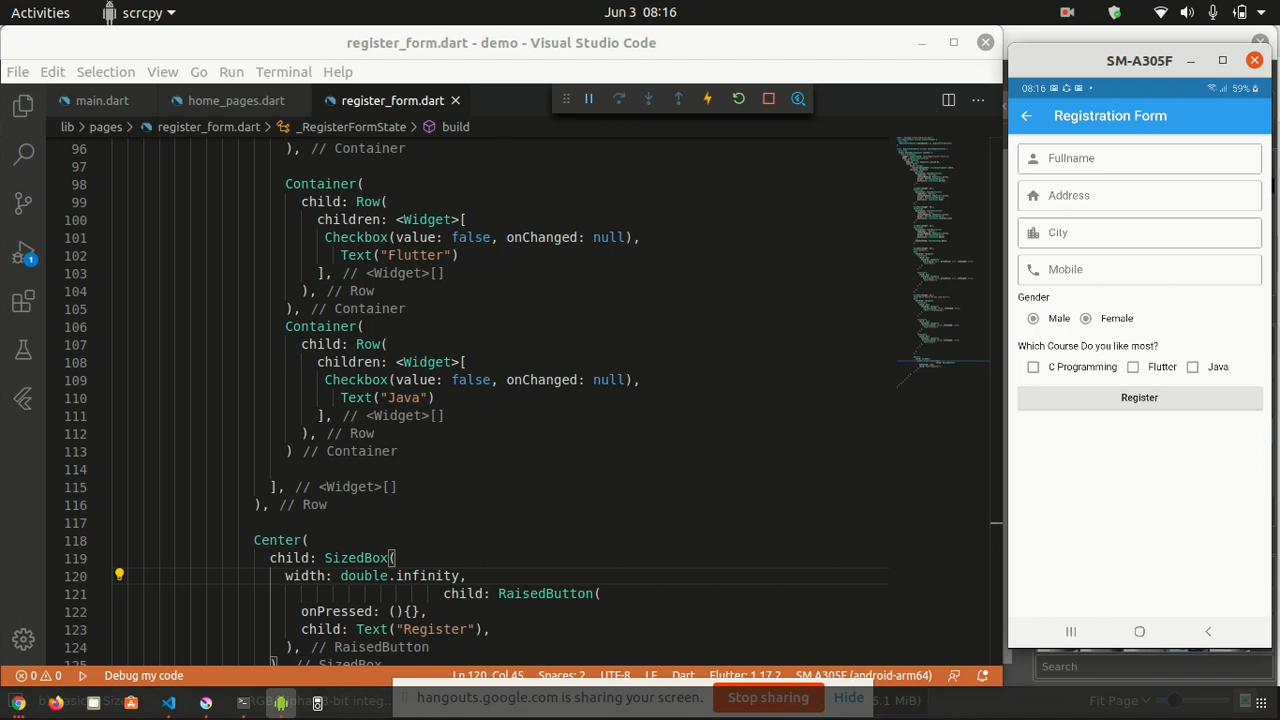 Activities
scrcpy
Jun 3 08:16
register_form.dart - demo - Visual Studio Code
File Edit Selection View Go Run Terminal Help
main.dart
home_pages.dart
register_form.dart
lib pages register_form.dart _RegisterFormState build
96 ), // Container
97
98 Container(
99 child: Row(
100 children: <Widget>[
101 Checkbox(value: false, onChanged: null),
102 Text("Flutter")
103 ], // <Widget>[]
104 ), // Row
105 ), // Container
106 Container(
107 child: Row(
108 children: <Widget>[
109 Checkbox(value: false, onChanged: null),
110 Text("Java")
111 ], // <Widget>[]
112 ), // Row
113 ) // Container
114
115 ], // <Widget>[]
116 ), // Row
117
118 Center(
119 child: SizedBox(
120 width: double.infinity,
121 child: RaisedButton(
122 onPressed: (){},
123 child: Text("Register"),
124 ), // RaisedButton
125 ) // SizedBox
1
0 0
Debug my code
Ln 120, Col 45
Spaces: 2
UTF-8
LF
Dart
Flutter: 1.17.2
SM A305F (android-arm64)
hangouts.google.com is sharing your screen.
Stop sharing
Hide
SM-A305F
08:16
59%
Registration Form
Fullname
Address
City
Mobile
Gender
Male
Female
Which Course Do you like most?
C Programming
Flutter
Java
Register
Search
Fit Page